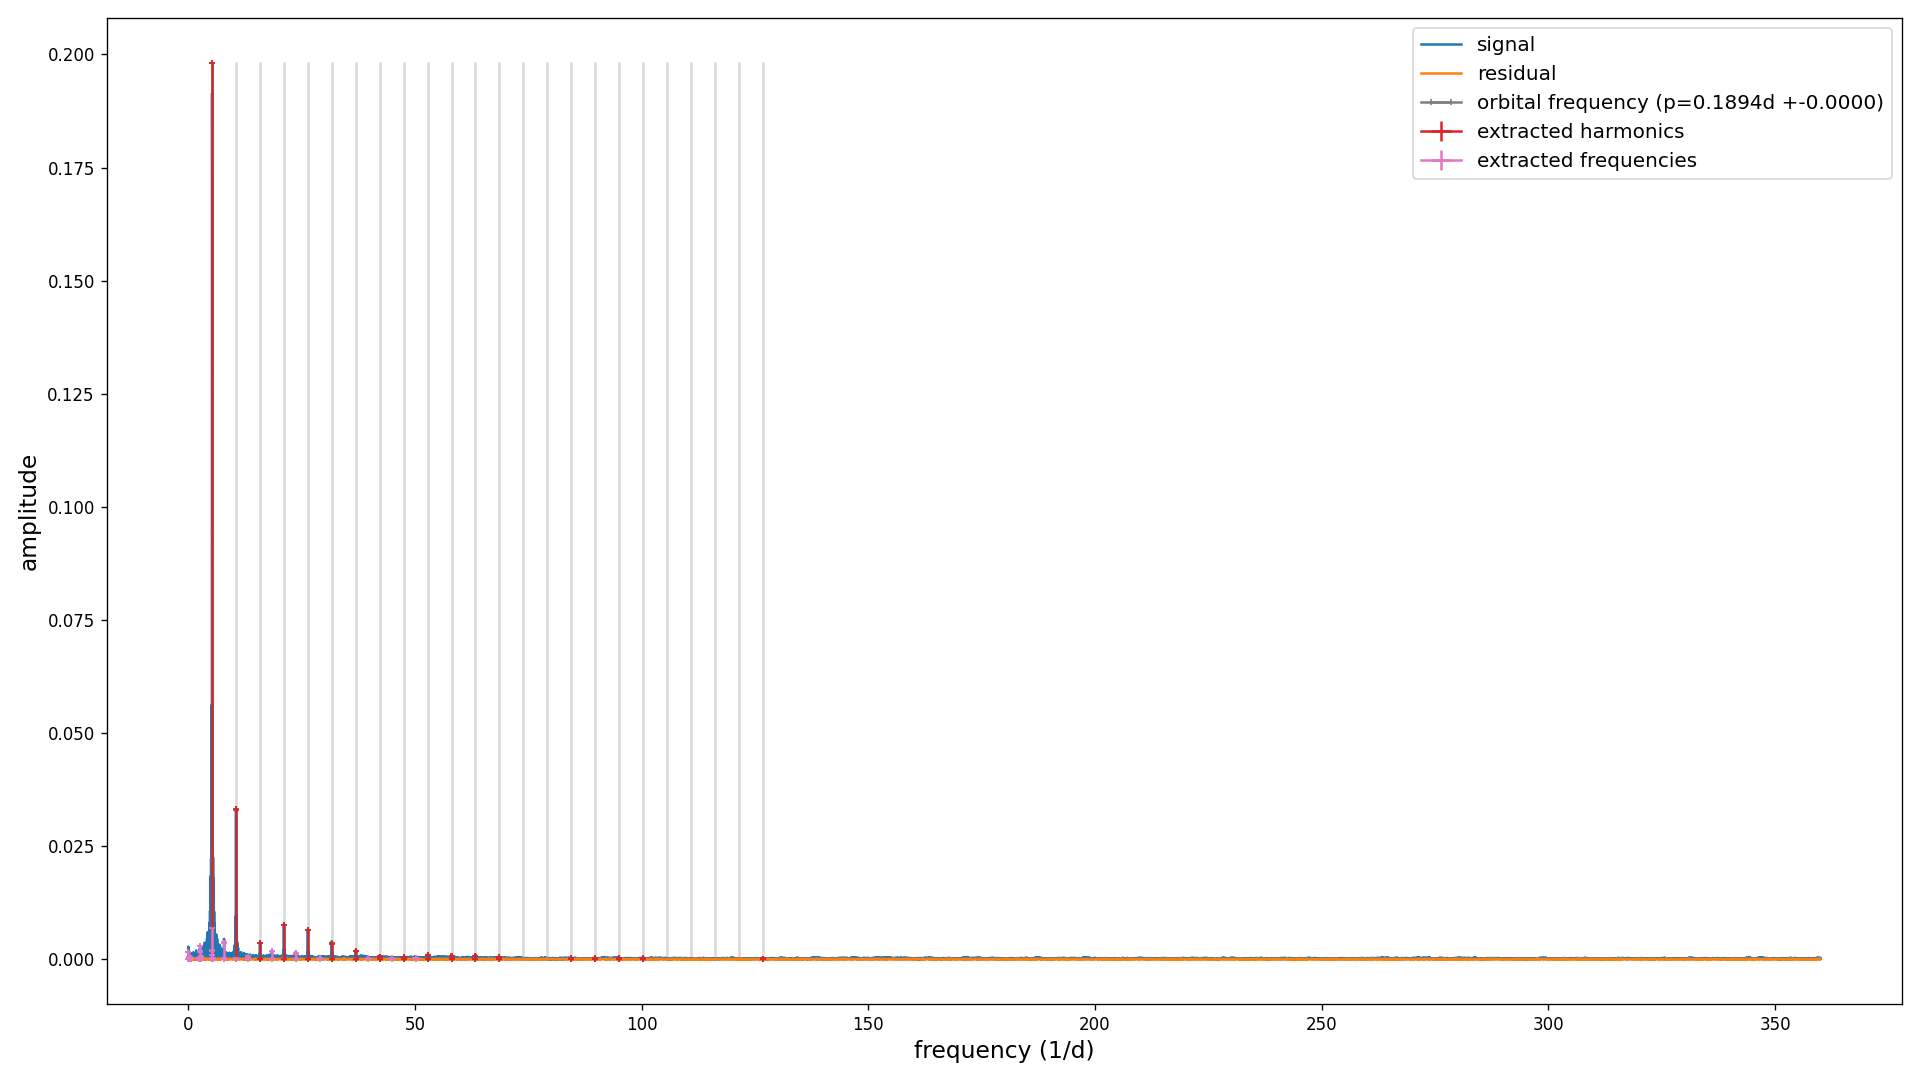 signal
residual
orbital frequency (p=0.1894d +-0.0000)
extracted harmonics
extracted frequencies
0.200
0.175
0.150
0.125
0.100
0.075
0.050
0.025
0.000
amplitude
0 50 100 150 200 250 300 350
frequency (1/d)